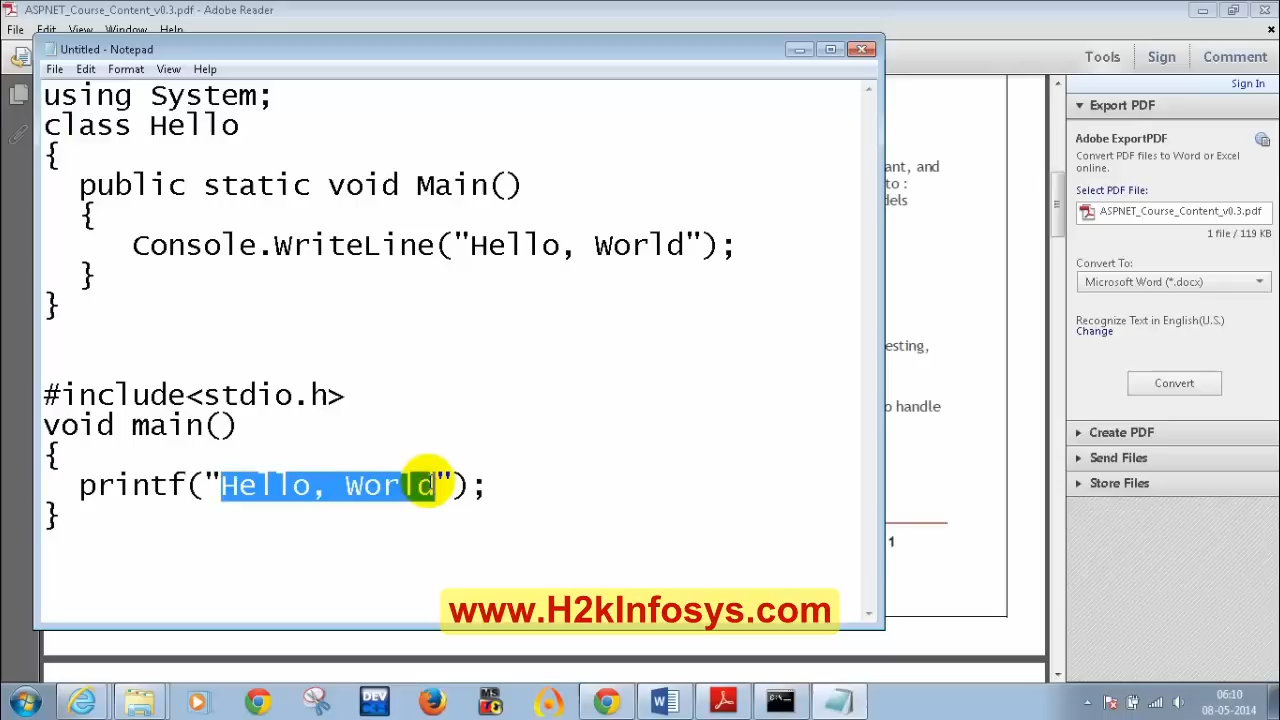 ASPNET_Course_Content_v0.3.pdf - Adobe Reader
File Edit View Window Help
Untitled - Notepad
File Edit Format View Help
using System;
class Hello
{
public static void Main()
{
Console.WriteLine("Hello, World");
}
}
#include<stdio.h>
void main()
{
printf("Hello, World");
}
www.H2kInfosys.com
ant, and
to :
dels
esting,
o handle
1
Tools Sign Comment
Sign In
Export PDF
Adobe ExportPDF
Convert PDF files to Word or Excel
online.
Select PDF File:
ASPNET_Course_Content_v0.3.pdf
1 file / 119 KB
Convert To:
Microsoft Word (*.docx)
Recognize Text in English(U.S.)
Change
Convert
Create PDF
Send Files
Store Files
DEV
MS
06:10
08-05-2014